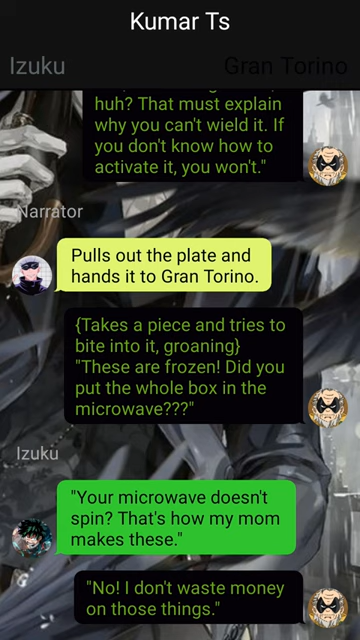 Kumar Ts
Izuku
Gran Torino
huh? That must explain
why you can't wield it. If
you don't know how to
activate it, you won't."
Narrator
Pulls out the plate and
hands it to Gran Torino.
{Takes a piece and tries to
bite into it, groaning}
"These are frozen! Did you
put the whole box in the
microwave???"
Izuku
"Your microwave doesn't
spin? That's how my mom
makes these."
"No! I don't waste money
on those things."